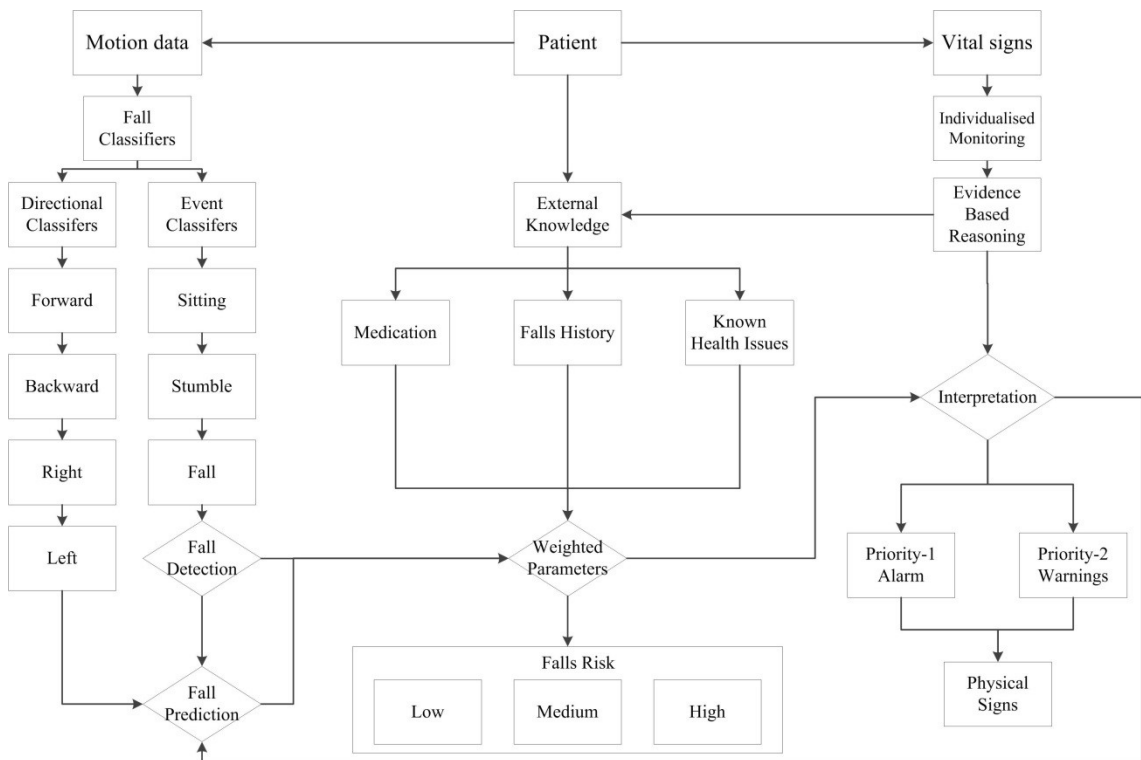 Motion data
Patient
Vital signs
Fall
Classifiers
Individualised
Monitoring
Directional
Classifers
Event
Classifers
External
Knowledge
Evidence
Based
Reasoning
Forward
Sitting
Medication
Falls History
Known
Health Issues
Backward
Stumble
Interpretation
Right
Fall
Left
Fall
Detection
Weighted
Parameters
Priority-1
Alarm
Priority-2
Warnings
Fall
Prediction
Falls Risk
Low
Medium
High
Physical
Signs